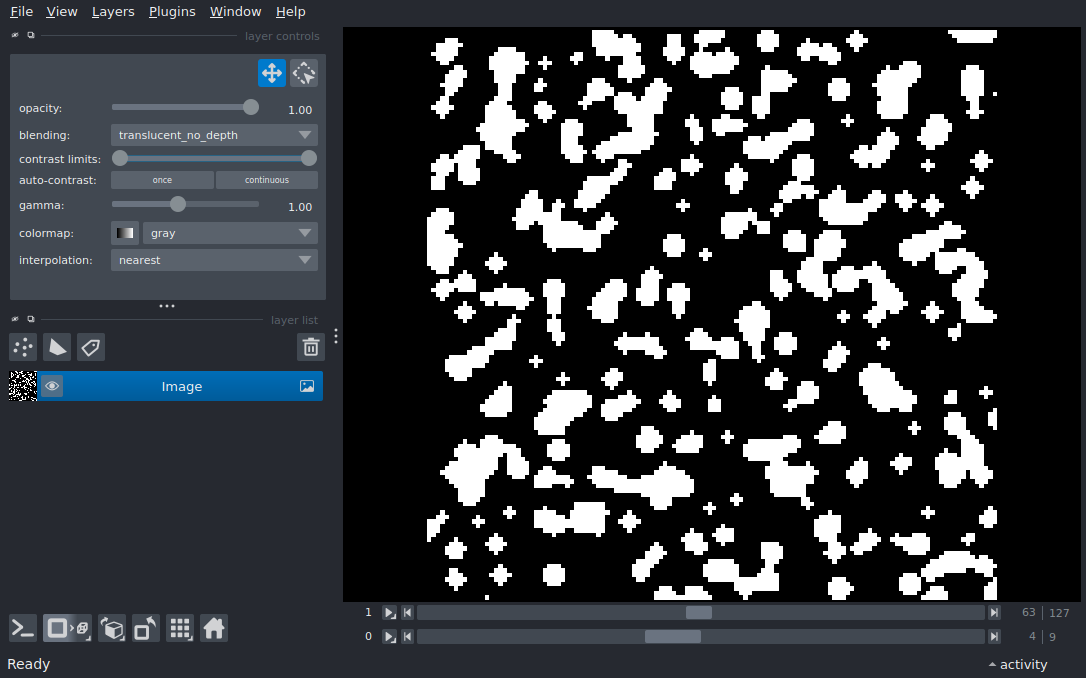 File View Layers Plugins Window Help
layer controls
opacity: 1.00
blending: translucent_no_depth
contrast limits:
auto-contrast: once continuous
gamma: 1.00
colormap: gray
interpolation: nearest
layer list
Image
1 63 127
0 4 9
Ready activity